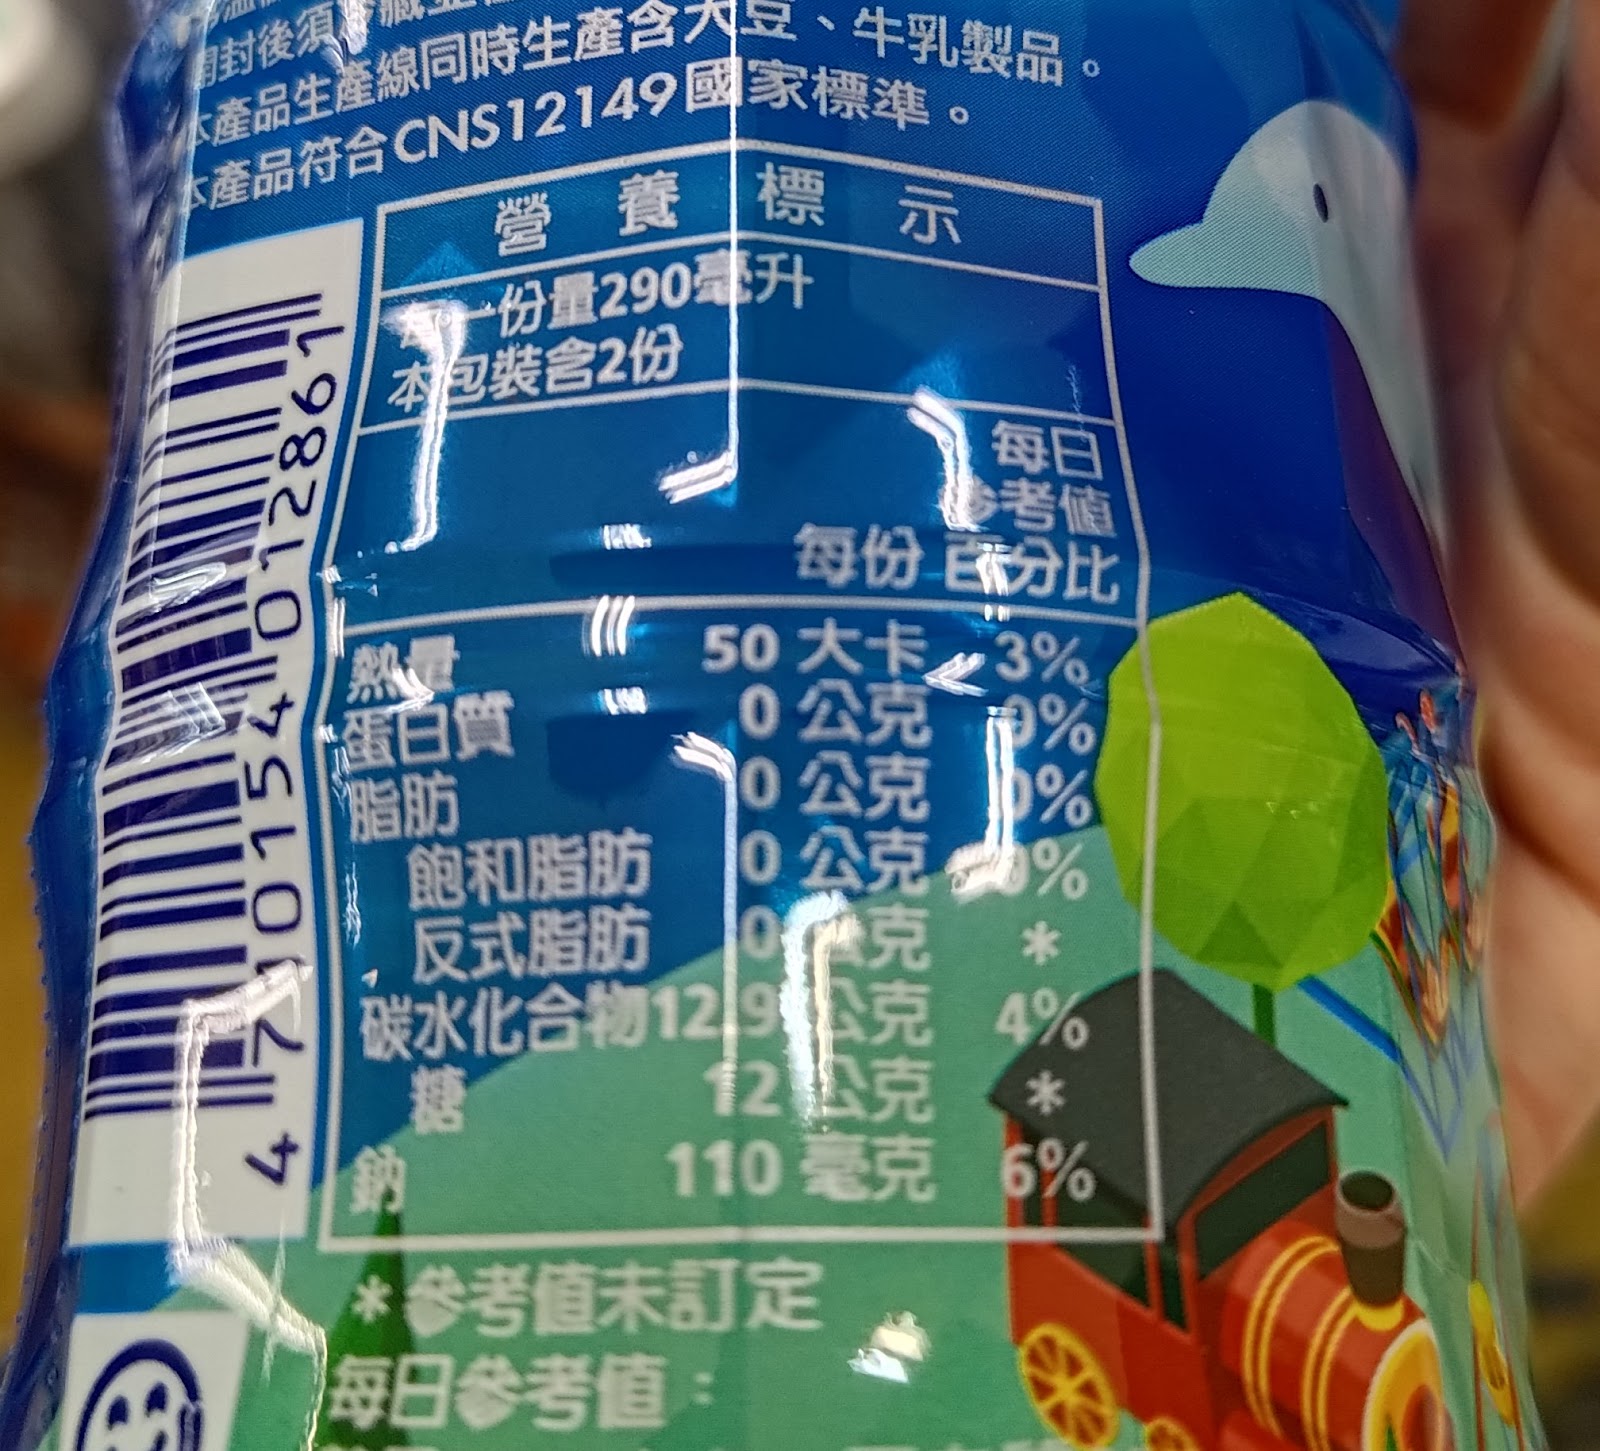 開封後須冷藏
本產品生產線同時生產含大豆、牛乳製品。
本產品符合CNS12149國家標準。
營養標示
每一份量290毫升
本包裝含2份
每日
參考值
每份 百分比
熱量 50 大卡 3%
蛋白質 0 公克 0%
脂肪 0 公克 0%
飽和脂肪 0 公克 0%
反式脂肪 0 公克 *
碳水化合物12.9 公克 4%
糖 12 公克 *
鈉 110 毫克 6%
*參考值未訂定
每日參考值：
4710154012861